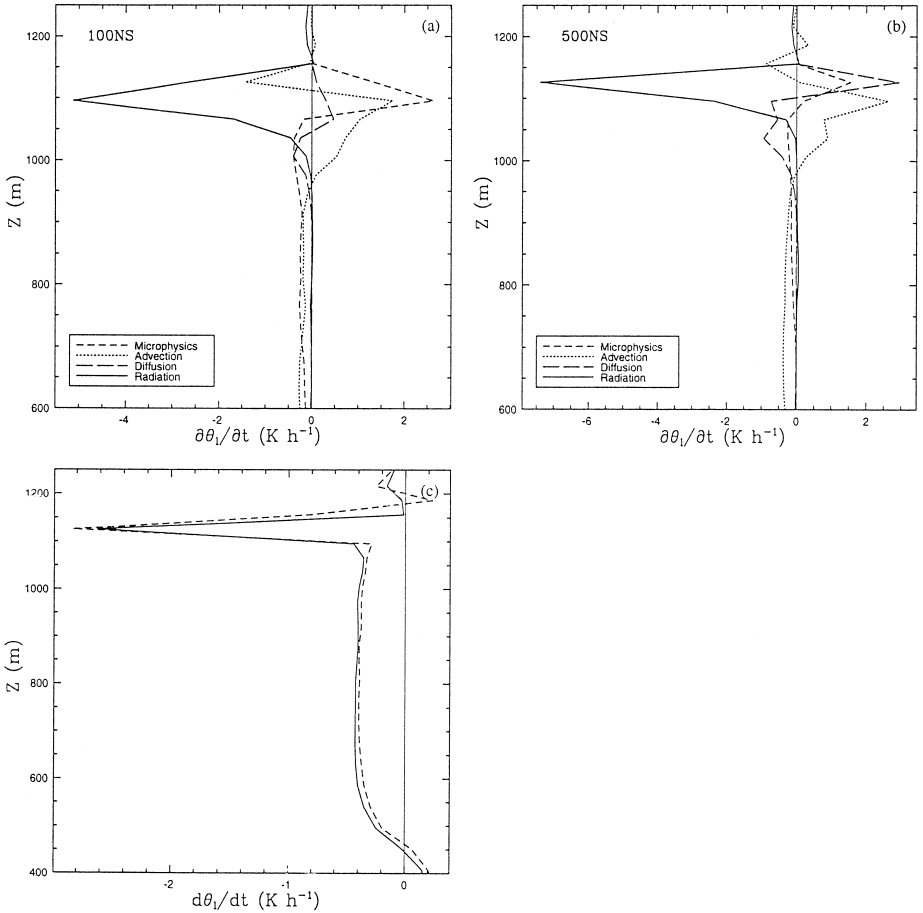 (a)
100NS
1200
1000
800
600
Z (m)
Microphysics
Advection
Diffusion
Radiation
-4
-2
0
2
∂θ₁/∂t (K h⁻¹)
(b)
500NS
1200
1000
800
600
Z (m)
Microphysics
Advection
Diffusion
Radiation
-6
-4
-2
0
2
∂θ₁/∂t (K h⁻¹)
(c)
1200
1000
800
600
400
Z (m)
-2
-1
0
dθ₁/dt (K h⁻¹)